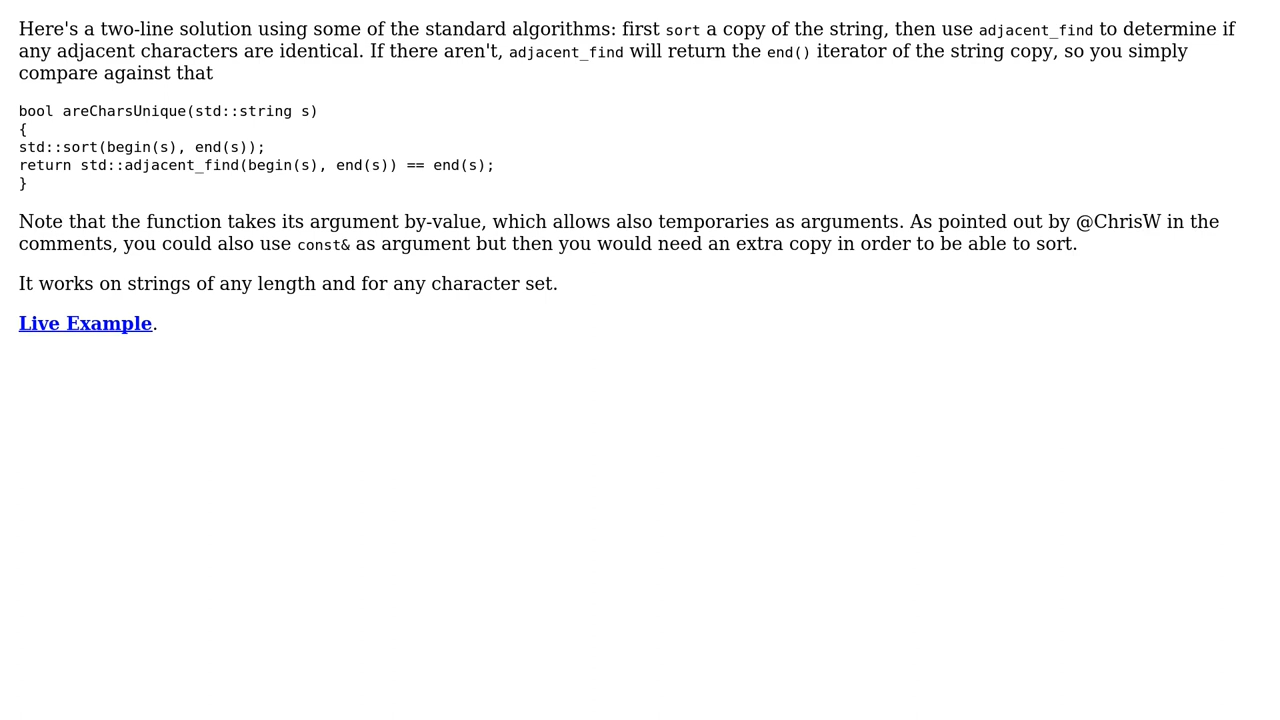 Here's a two-line solution using some of the standard algorithms: first sort a copy of the string, then use adjacent_find to determine if
any adjacent characters are identical. If there aren't, adjacent_find will return the end() iterator of the string copy, so you simply
compare against that
bool areCharsUnique(std::string s)
{
std::sort(begin(s), end(s));
return std::adjacent_find(begin(s), end(s)) == end(s);
}
Note that the function takes its argument by-value, which allows also temporaries as arguments. As pointed out by @ChrisW in the
comments, you could also use const& as argument but then you would need an extra copy in order to be able to sort.
It works on strings of any length and for any character set.
Live Example.